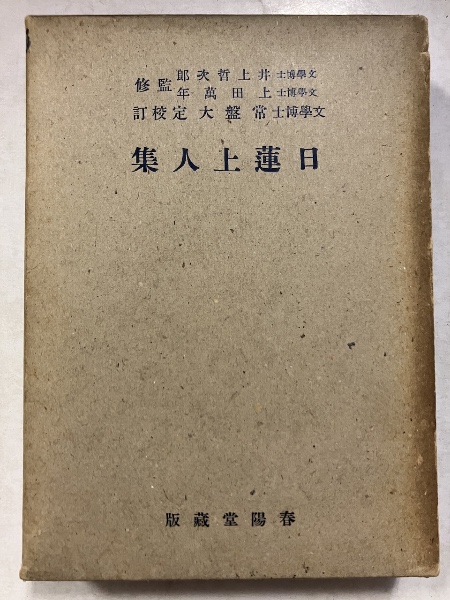 文學博士井上哲次郎
文學博士上田萬年
監修
文學博士常盤大定校訂
日蓮上人集
春陽堂藏版